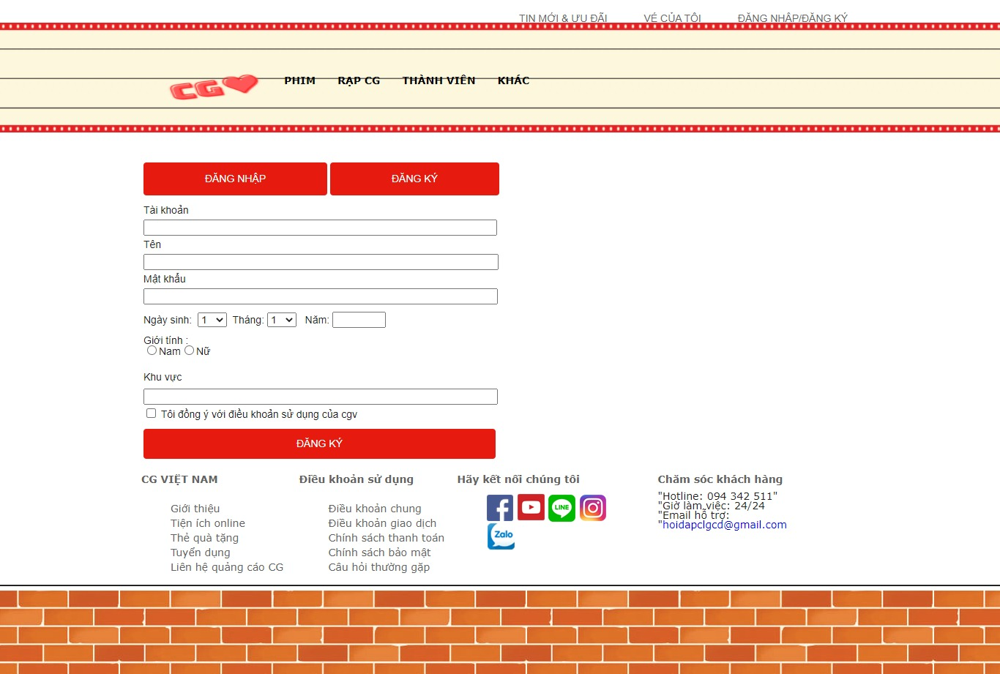 TIN MỚI & ƯU ĐÃI VÉ CỦA TÔI ĐĂNG NHẬP/ĐĂNG KÝ
CG PHIM RẠP CG THÀNH VIÊN KHÁC
ĐĂNG NHẬP ĐĂNG KÝ
Tài khoản
Tên
Mật khẩu
Ngày sinh: 1 Tháng: 1 Năm:
Giới tính :
Nam Nữ
Khu vực
Tôi đồng ý với điều khoản sử dụng của cgv
ĐĂNG KÝ
CG VIỆT NAM
Giới thiệu
Tiện ích online
Thẻ quà tặng
Tuyển dụng
Liên hệ quảng cáo CG
Điều khoản sử dụng
Điều khoản chung
Điều khoản giao dịch
Chính sách thanh toán
Chính sách bảo mật
Câu hỏi thường gặp
Hãy kết nối chúng tôi
LINE
Zalo
Chăm sóc khách hàng
"Hotline: 094 342 511"
"Giờ làm việc: 24/24
"Email hỗ trợ:
"hoidapclgcd@gmail.com